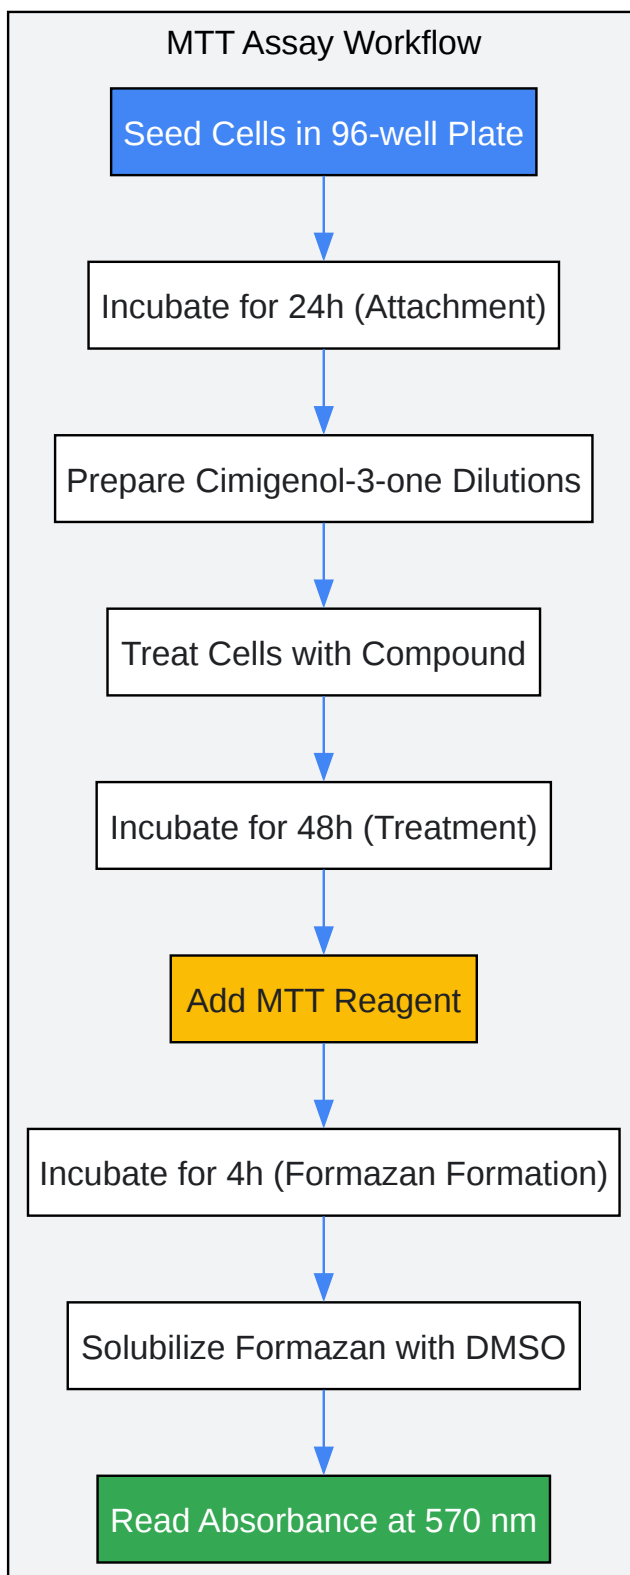 MTT Assay Workflow
Seed Cells in 96-well Plate
Incubate for 24h (Attachment)
Prepare Cimigenol-3-one Dilutions
Treat Cells with Compound
Incubate for 48h (Treatment)
Add MTT Reagent
Incubate for 4h (Formazan Formation)
Solubilize Formazan with DMSO
Read Absorbance at 570 nm